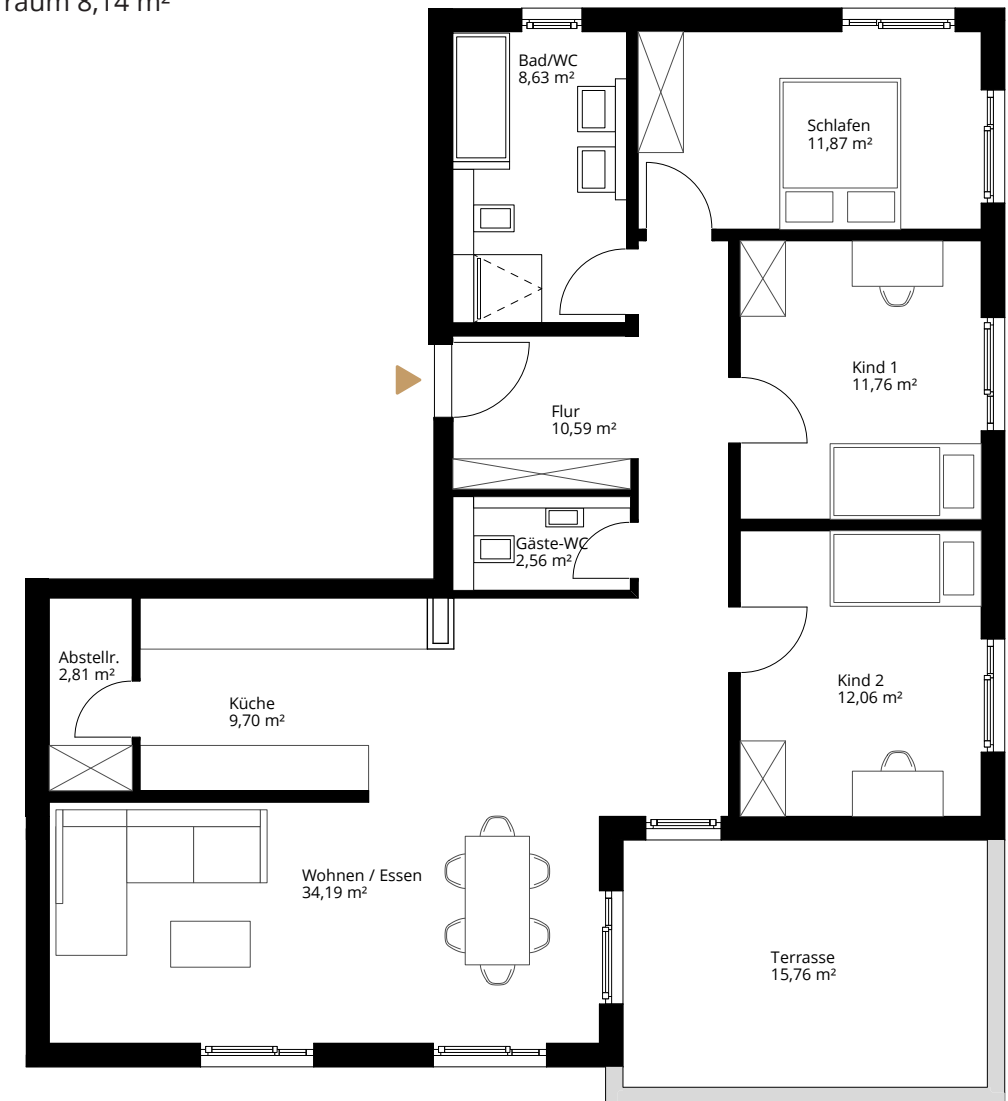 raum 8,14 m²
Bad/WC
8,63 m²
Schlafen
11,87 m²
Kind 1
11,76 m²
Flur
10,59 m²
Gäste-WC
2,56 m²
Abstellr.
2,81 m²
Küche
9,70 m²
Kind 2
12,06 m²
Wohnen / Essen
34,19 m²
Terrasse
15,76 m²